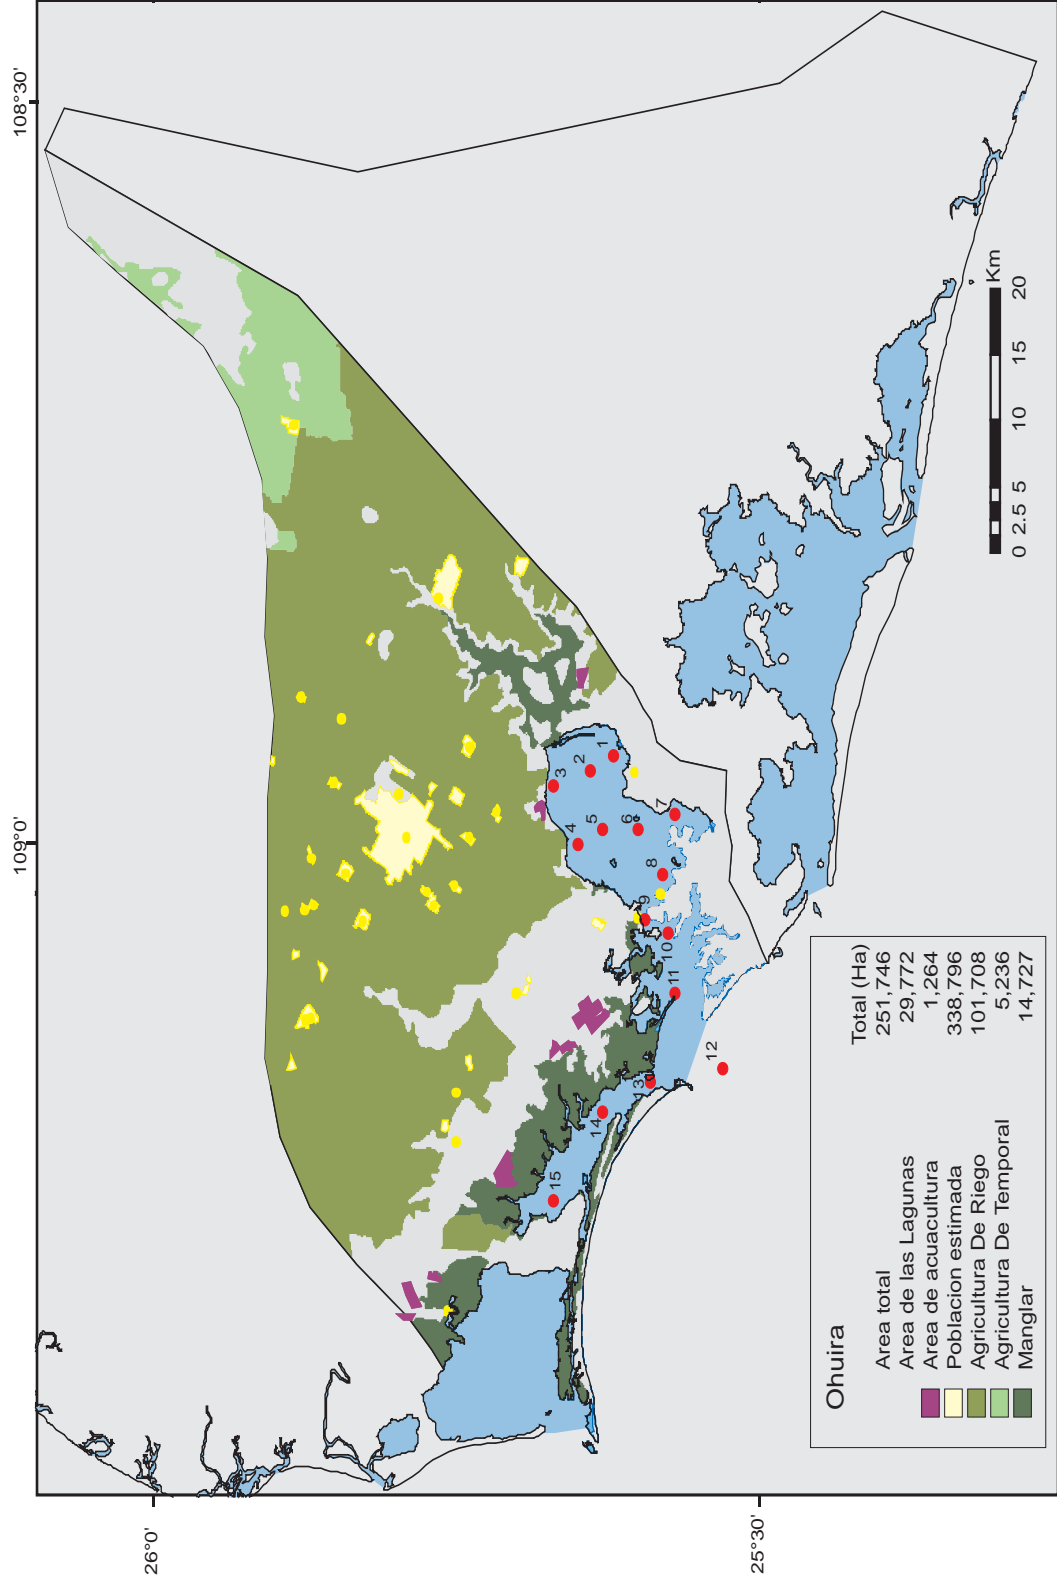 108°30'
109°0'
26°0'
25°30'
1
2
3
4
5
6
8
9
10
11
12
13
14
15
Km
0 2.5 5 10 15 20
Ohuira
Total (Ha)
Area total 251,746
Area de las Lagunas 29,772
Area de acuacultura 1,264
Poblacion estimada 338,796
Agricultura De Riego 101,708
Agricultura De Temporal 5,236
Manglar 14,727